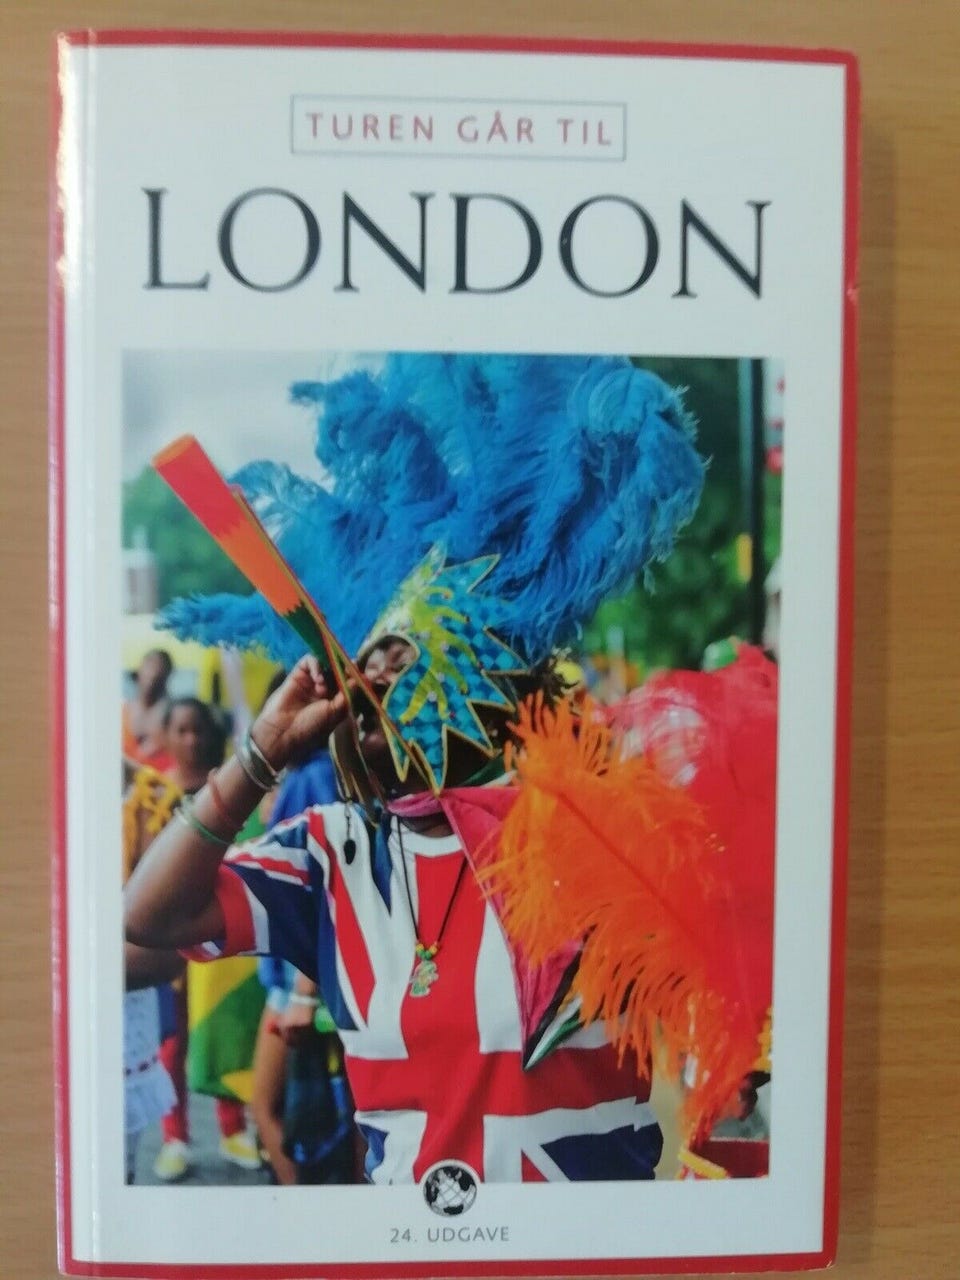 TUREN GÅR TIL
LONDON
24. UDGAVE